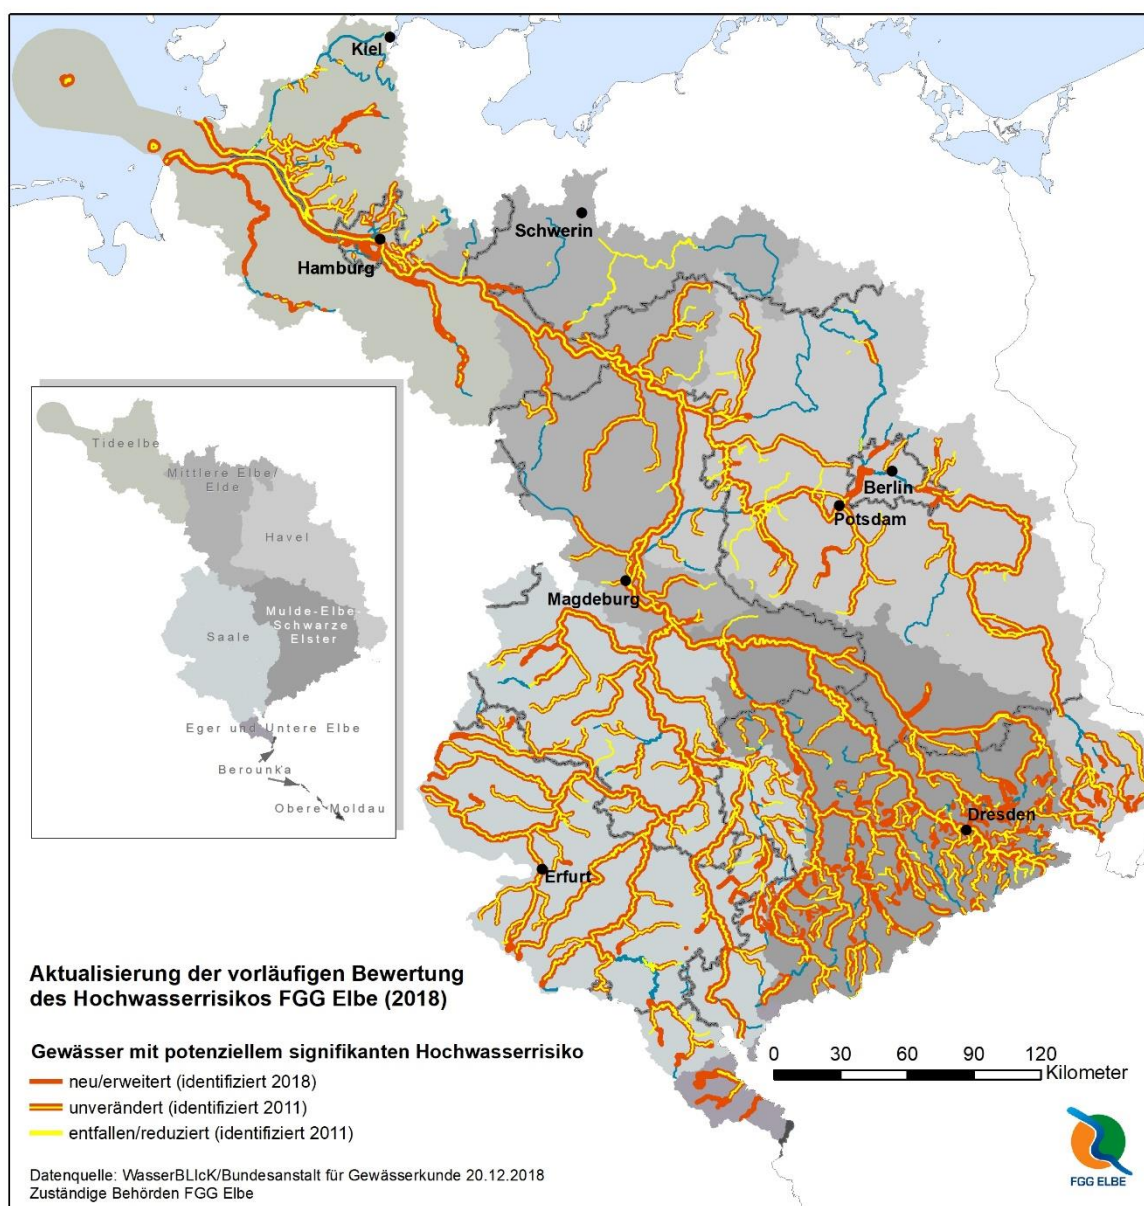 Kiel
Schwerin
Hamburg
Berlin
Potsdam
Magdeburg
Dresden
Erfurt
Tideelbe
Mittlere Elbe/
Elde
Havel
Mulde-Elbe-
Schwarze
Elster
Saale
Eger und Untere Elbe
Berounka
Obere Moldau
Aktualisierung der vorläufigen Bewertung
des Hochwasserrisikos FGG Elbe (2018)
Gewässer mit potenziellem signifikanten Hochwasserrisiko
neu/erweitert (identifiziert 2018)
unverändert (identifiziert 2011)
entfallen/reduziert (identifiziert 2011)
0 30 60 90 120
Kilometer
Datenquelle: WasserBLIcK/Bundesanstalt für Gewässerkunde 20.12.2018
Zuständige Behörden FGG Elbe
FGG ELBE